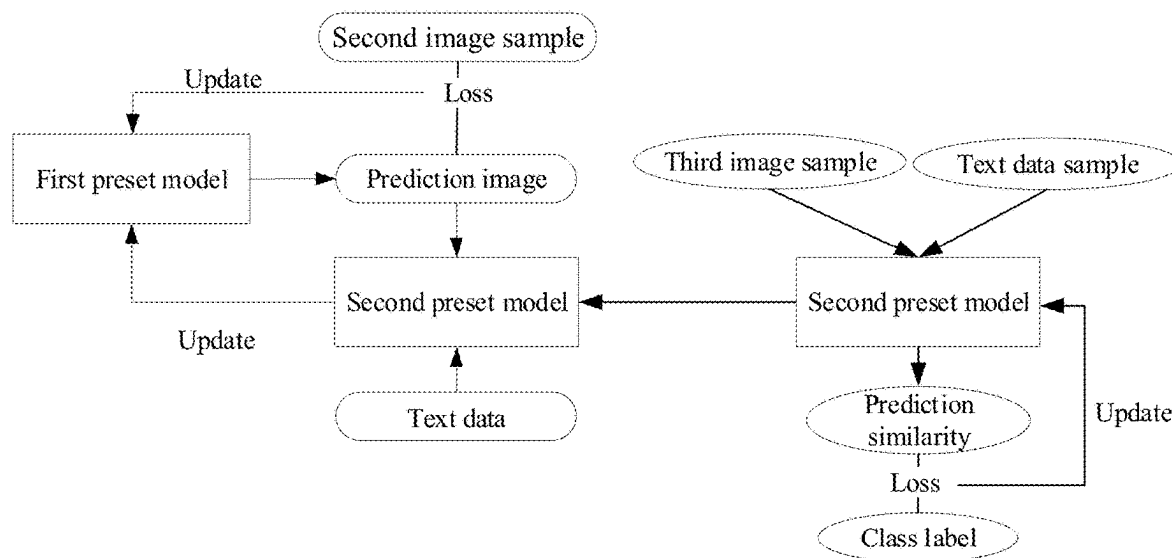 Second image sample
Update
Loss
First preset model
Prediction image
Third image sample
Text data sample
Second preset model
Second preset model
Update
Text data
Prediction
similarity
Update
Loss
Class label